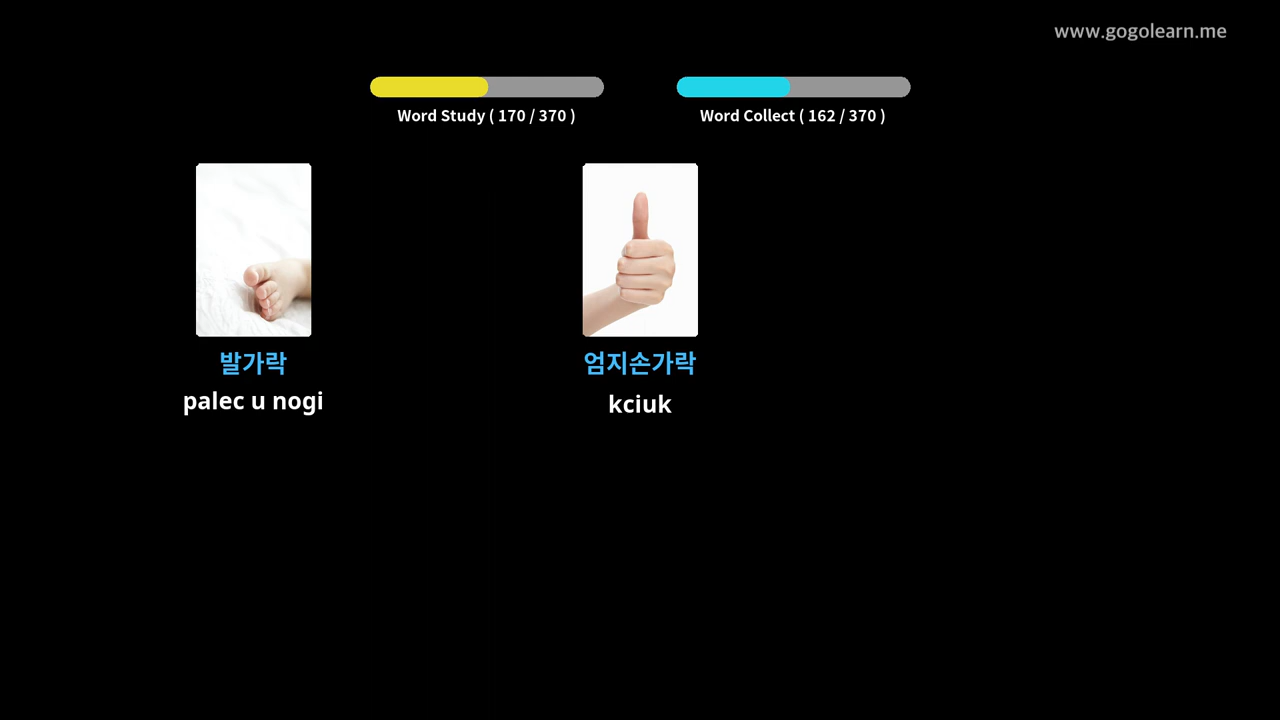 www.gogolearn.me
Word Study ( 170 / 370 )
Word Collect ( 162 / 370 )
발가락
palec u nogi
엄지손가락
kciuk